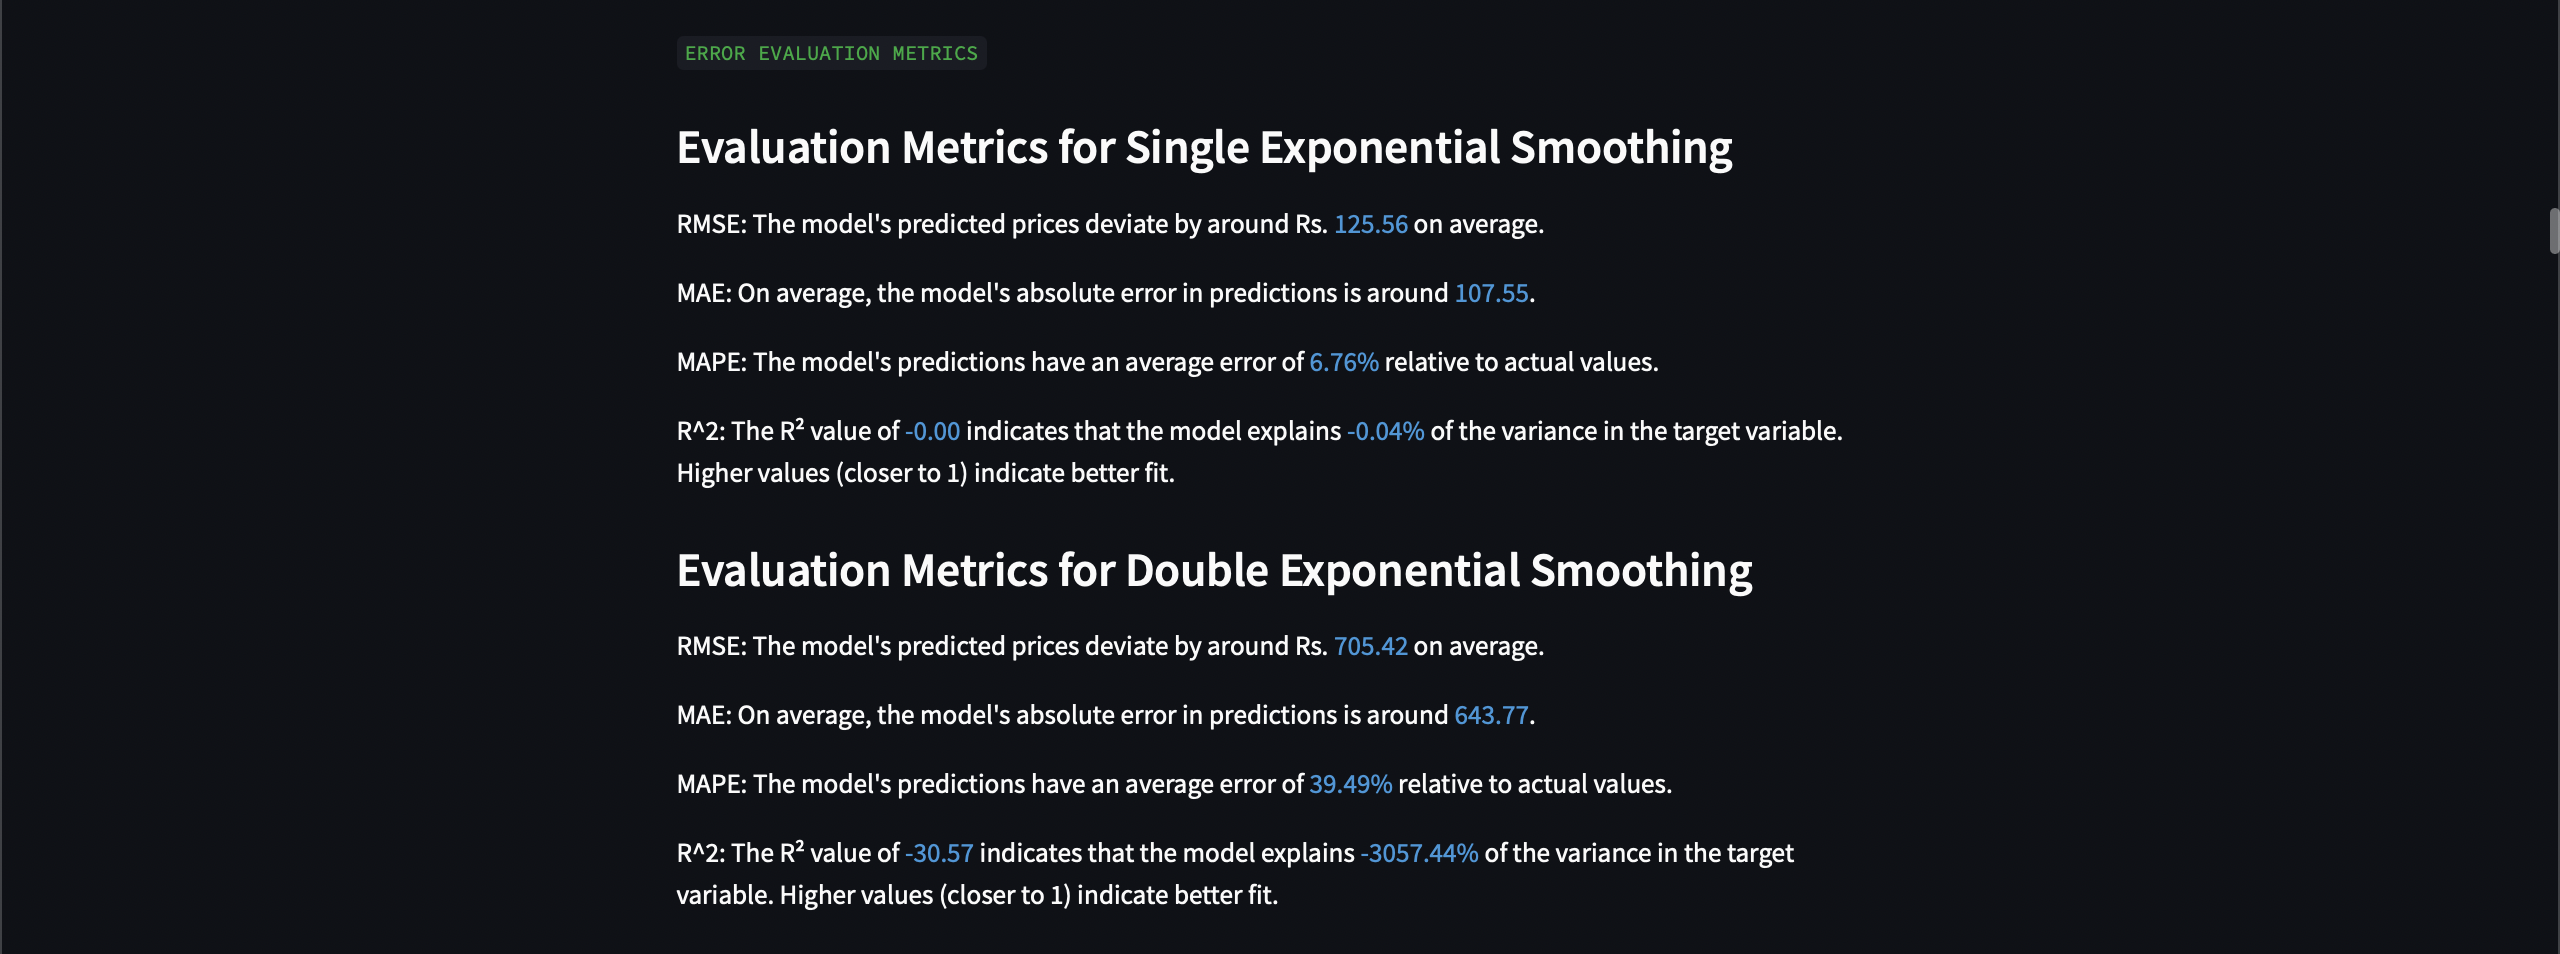 ERROR EVALUATION METRICS
Evaluation Metrics for Single Exponential Smoothing
RMSE: The model's predicted prices deviate by around Rs. 125.56 on average.
MAE: On average, the model's absolute error in predictions is around 107.55.
MAPE: The model's predictions have an average error of 6.76% relative to actual values.
R^2: The R² value of -0.00 indicates that the model explains -0.04% of the variance in the target variable.
Higher values (closer to 1) indicate better fit.
Evaluation Metrics for Double Exponential Smoothing
RMSE: The model's predicted prices deviate by around Rs. 705.42 on average.
MAE: On average, the model's absolute error in predictions is around 643.77.
MAPE: The model's predictions have an average error of 39.49% relative to actual values.
R^2: The R² value of -30.57 indicates that the model explains -3057.44% of the variance in the target
variable. Higher values (closer to 1) indicate better fit.